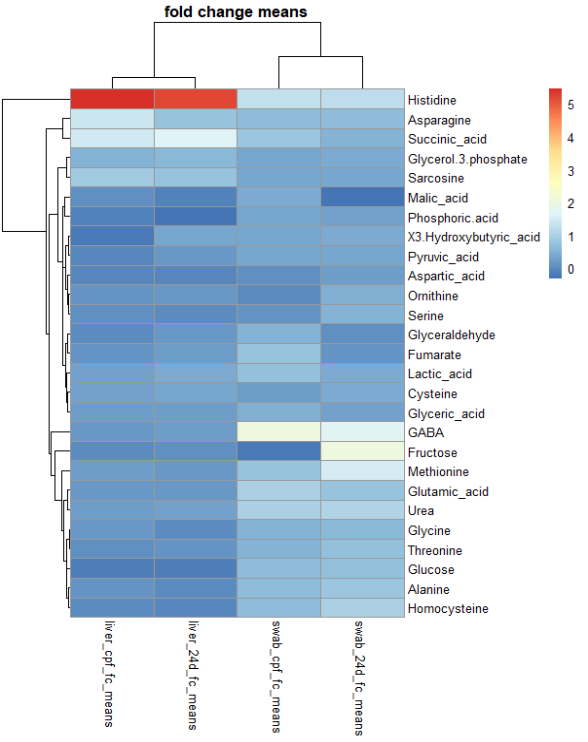 fold change means
Histidine
Asparagine
Succinic_acid
Glycerol.3.phosphate
Sarcosine
Malic_acid
Phosphoric.acid
X3.Hydroxybutyric_acid
Pyruvic_acid
Aspartic_acid
Ornithine
Serine
Glyceraldehyde
Fumarate
Lactic_acid
Cysteine
Glyceric_acid
GABA
Fructose
Methionine
Glutamic_acid
Urea
Glycine
Threonine
Glucose
Alanine
Homocysteine
5
4
3
2
1
0
liver_cpf_fc_means
liver_24d_fc_means
swab_cpf_fc_means
swab_24d_fc_means